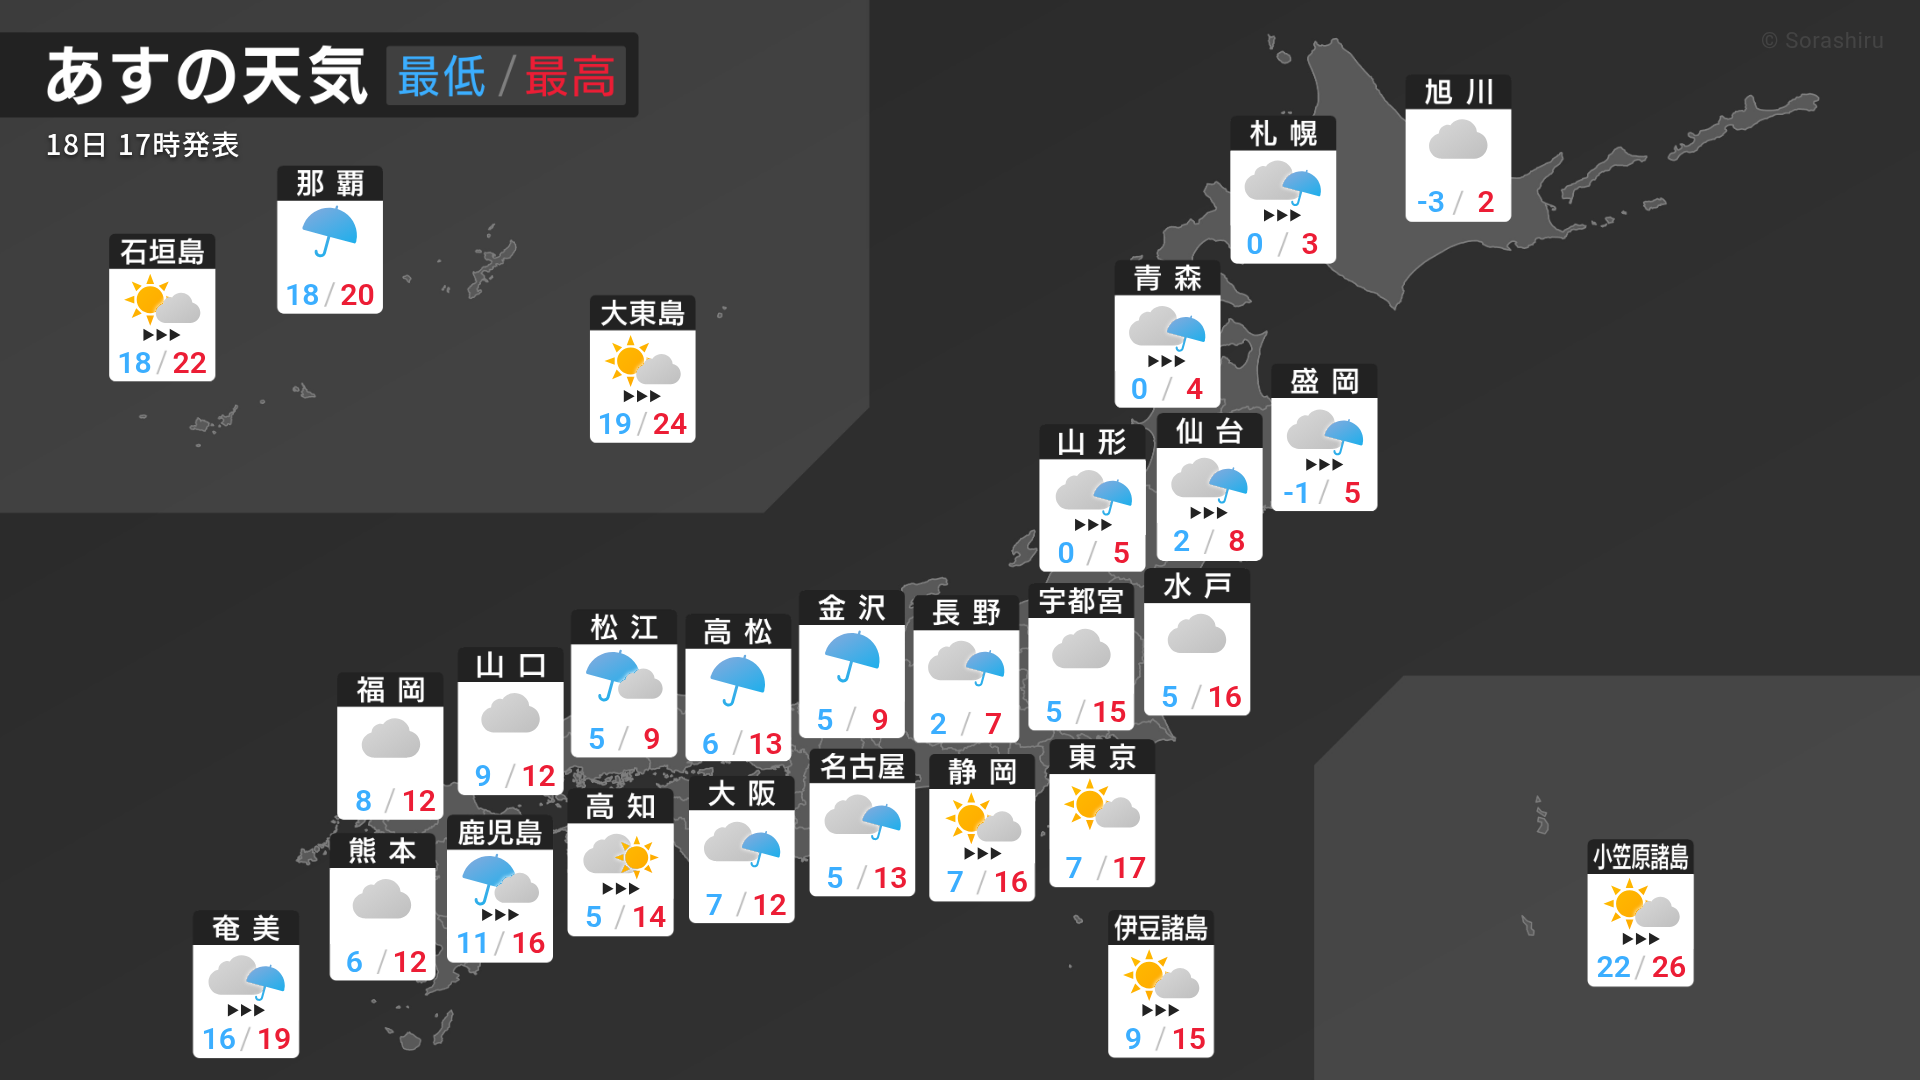 あすの天気 最低/最高
18日 17時発表
© Sorashiru
旭川
-3/2
札幌
0/3
那覇
18/20
石垣島
18/22
大東島
19/24
青森
0/4
盛岡
-1/5
仙台
2/8
山形
0/5
水戸
5/16
宇都宮
5/15
金沢
5/9
長野
2/7
松江
5/9
高松
6/13
山口
9/12
福岡
8/12
東京
7/17
名古屋
5/13
静岡
7/16
大阪
7/12
高知
5/14
鹿児島
11/16
熊本
6/12
小笠原諸島
22/26
奄美
16/19
伊豆諸島
9/15